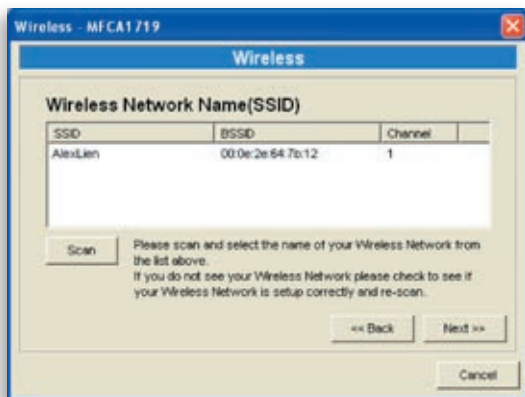 Wireless - MFCA1719
Wireless
Wireless Network Name(SSID)
SSID BSSID Channel
AlexLien 00:0e:2e:64:7b:12 1
Scan
Please scan and select the name of your Wireless Network from
the list above.
If you do not see your Wireless Network please check to see if
your Wireless Network is setup correctly and re-scan.
<< Back Next >>
Cancel